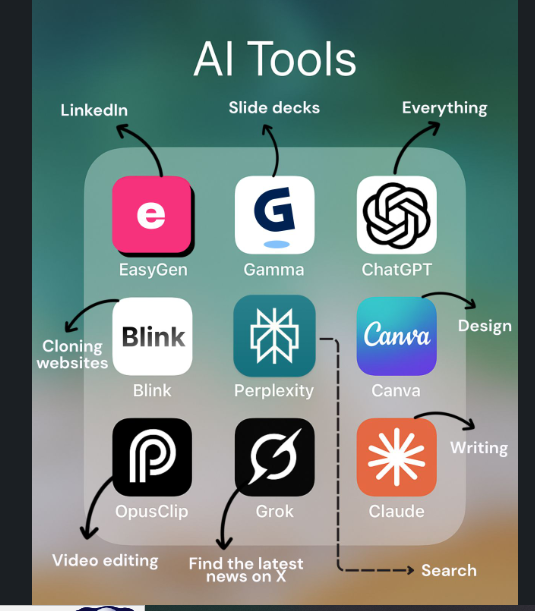 AI Tools
LinkedIn
Slide decks
Everything
e
G
EasyGen
Gamma
ChatGPT
Cloning
websites
Blink
Canva
Design
Blink
Perplexity
Canva
Writing
OpusClip
Grok
Claude
Video editing
Find the latest
news on X
Search